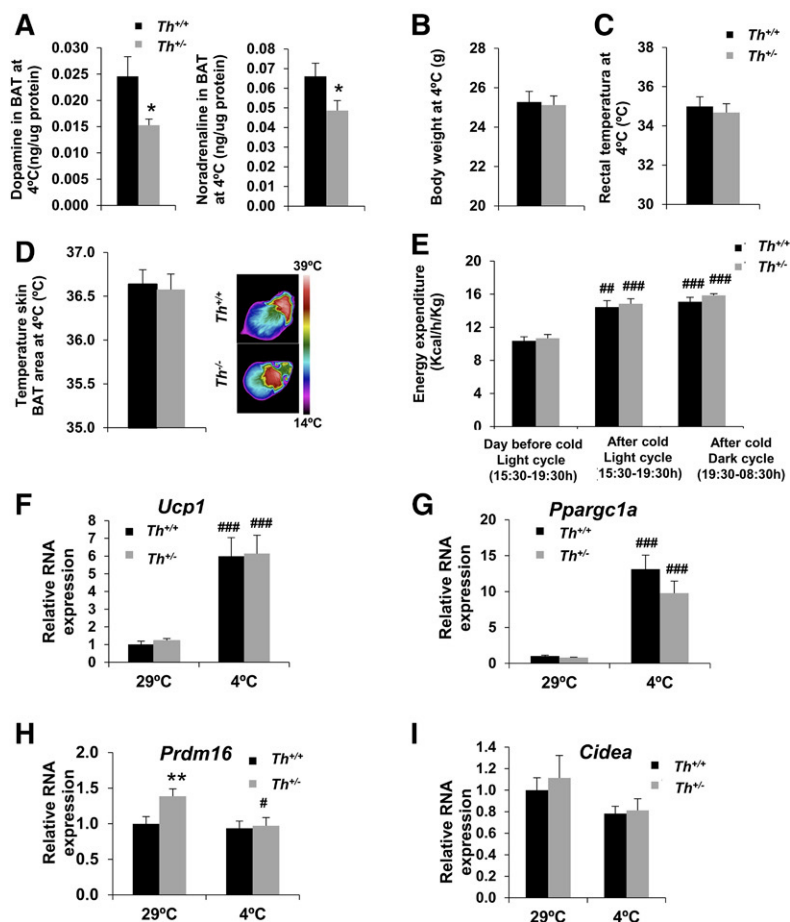 A
Th+/+
Th+/-
Dopamine in BAT at
4ºC(ng/ug protein)
0.030
0.025
0.020
0.015
0.010
0.005
0.000
*
Noradrenaline in BAT
at 4ºC (ng/ug protein)
0.08
0.07
0.06
0.05
0.04
0.03
0.02
0.01
0.00
*
B
Body weight at 4ºC (g)
28
26
24
22
20
C
Th+/+
Th+/-
Rectal temperatura at
4ºC (ºC)
38
36
34
32
30
D
Temperature skin
BAT area at 4ºC (ºC)
37.0
36.5
36.0
35.5
35.0
Th+/+
Th-/-
39ºC
14ºC
E
Th+/+
Th+/-
Energy expenditure
(Kcal/h/Kg)
20
16
12
8
4
0
## ###
### ###
Day before cold
Light cycle
(15:30-19:30h)
After cold
Light cycle
(15:30-19:30h)
After cold
Dark cycle
(19:30-08:30h)
F
Ucp1
Th+/+
Th+/-
Relative RNA
expression
8
7
6
5
4
3
2
1
0
### ###
29ºC
4ºC
G
Ppargc1a
Th+/+
Th+/-
Relative RNA
expression
20
15
10
5
0
###
###
29ºC
4ºC
H
Prdm16
Th+/+
Th+/-
Relative RNA
expression
2.0
1.5
1.0
0.5
0.0
**
#
29ºC
4ºC
I
Cidea
Th+/+
Th+/-
Relative RNA
expression
1.4
1.2
1.0
0.8
0.6
0.4
0.2
0.0
29ºC
4ºC